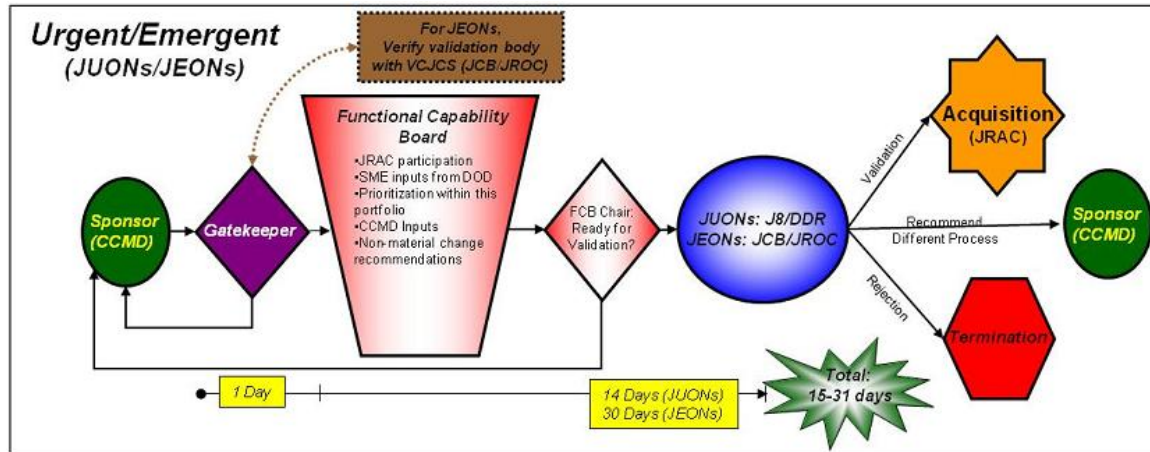 Urgent/Emergent
(JUONs/JEONs)
For JEONs,
Verify validation body
with VCJCS (JCB/JROC)
Sponsor
(CCMD)
Gatekeeper
Functional Capability
Board
•JRAC participation
•SME inputs from DOD
•Prioritization within this
portfolio
•CCMD Inputs
•Non-material change
recommendations
FCB Chair:
Ready for
Validation?
JUONs: J8/DDR
JEONs: JCB/JROC
Validation
Recommend
Different Process
Rejection
Acquisition
(JRAC)
Sponsor
(CCMD)
Termination
1 Day
14 Days (JUONs)
30 Days (JEONs)
Total:
15-31 days